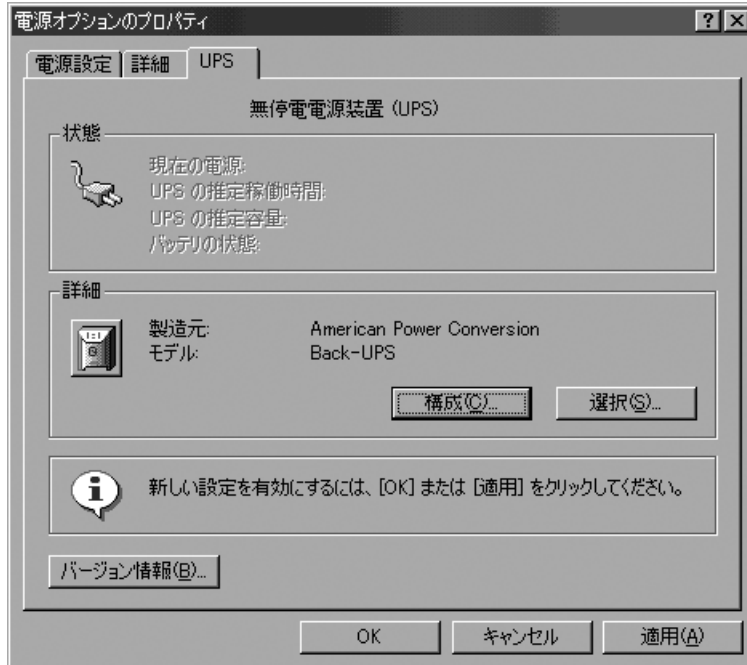 電源オプションのプロパティ
電源設定 詳細 UPS
無停電電源装置 (UPS)
状態
現在の電源:
UPS の推定稼働時間:
UPS の推定容量:
バッテリの状態:
詳細
製造元: American Power Conversion
モデル: Back-UPS
構成(C)... 選択(S)...
新しい設定を有効にするには、[OK] または [適用] をクリックしてください。
バージョン情報(B)...
OK キャンセル 適用(A)